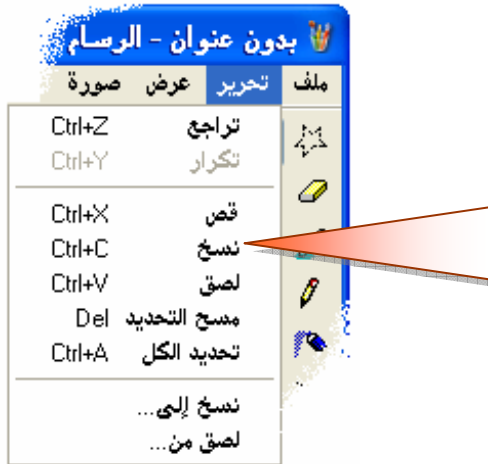 بدون عنوان - الرسام
ملف تحرير عرض صورة
تراجع Ctrl+Z
تكرار Ctrl+Y
قص Ctrl+X
نسخ Ctrl+C
لصق Ctrl+V
مسح التحديد Del
تحديد الكل Ctrl+A
نسخ إلى...
لصق من...